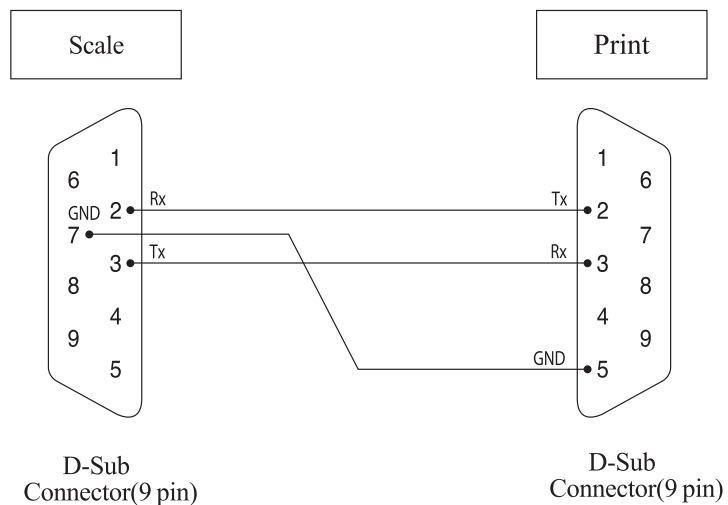 Scale
Print
1
6
2
Rx
GND
7
3
Tx
8
4
9
5
1
6
Tx
2
7
Rx
3
8
4
9
GND
5
D-Sub
Connector(9 pin)
D-Sub
Connector(9 pin)